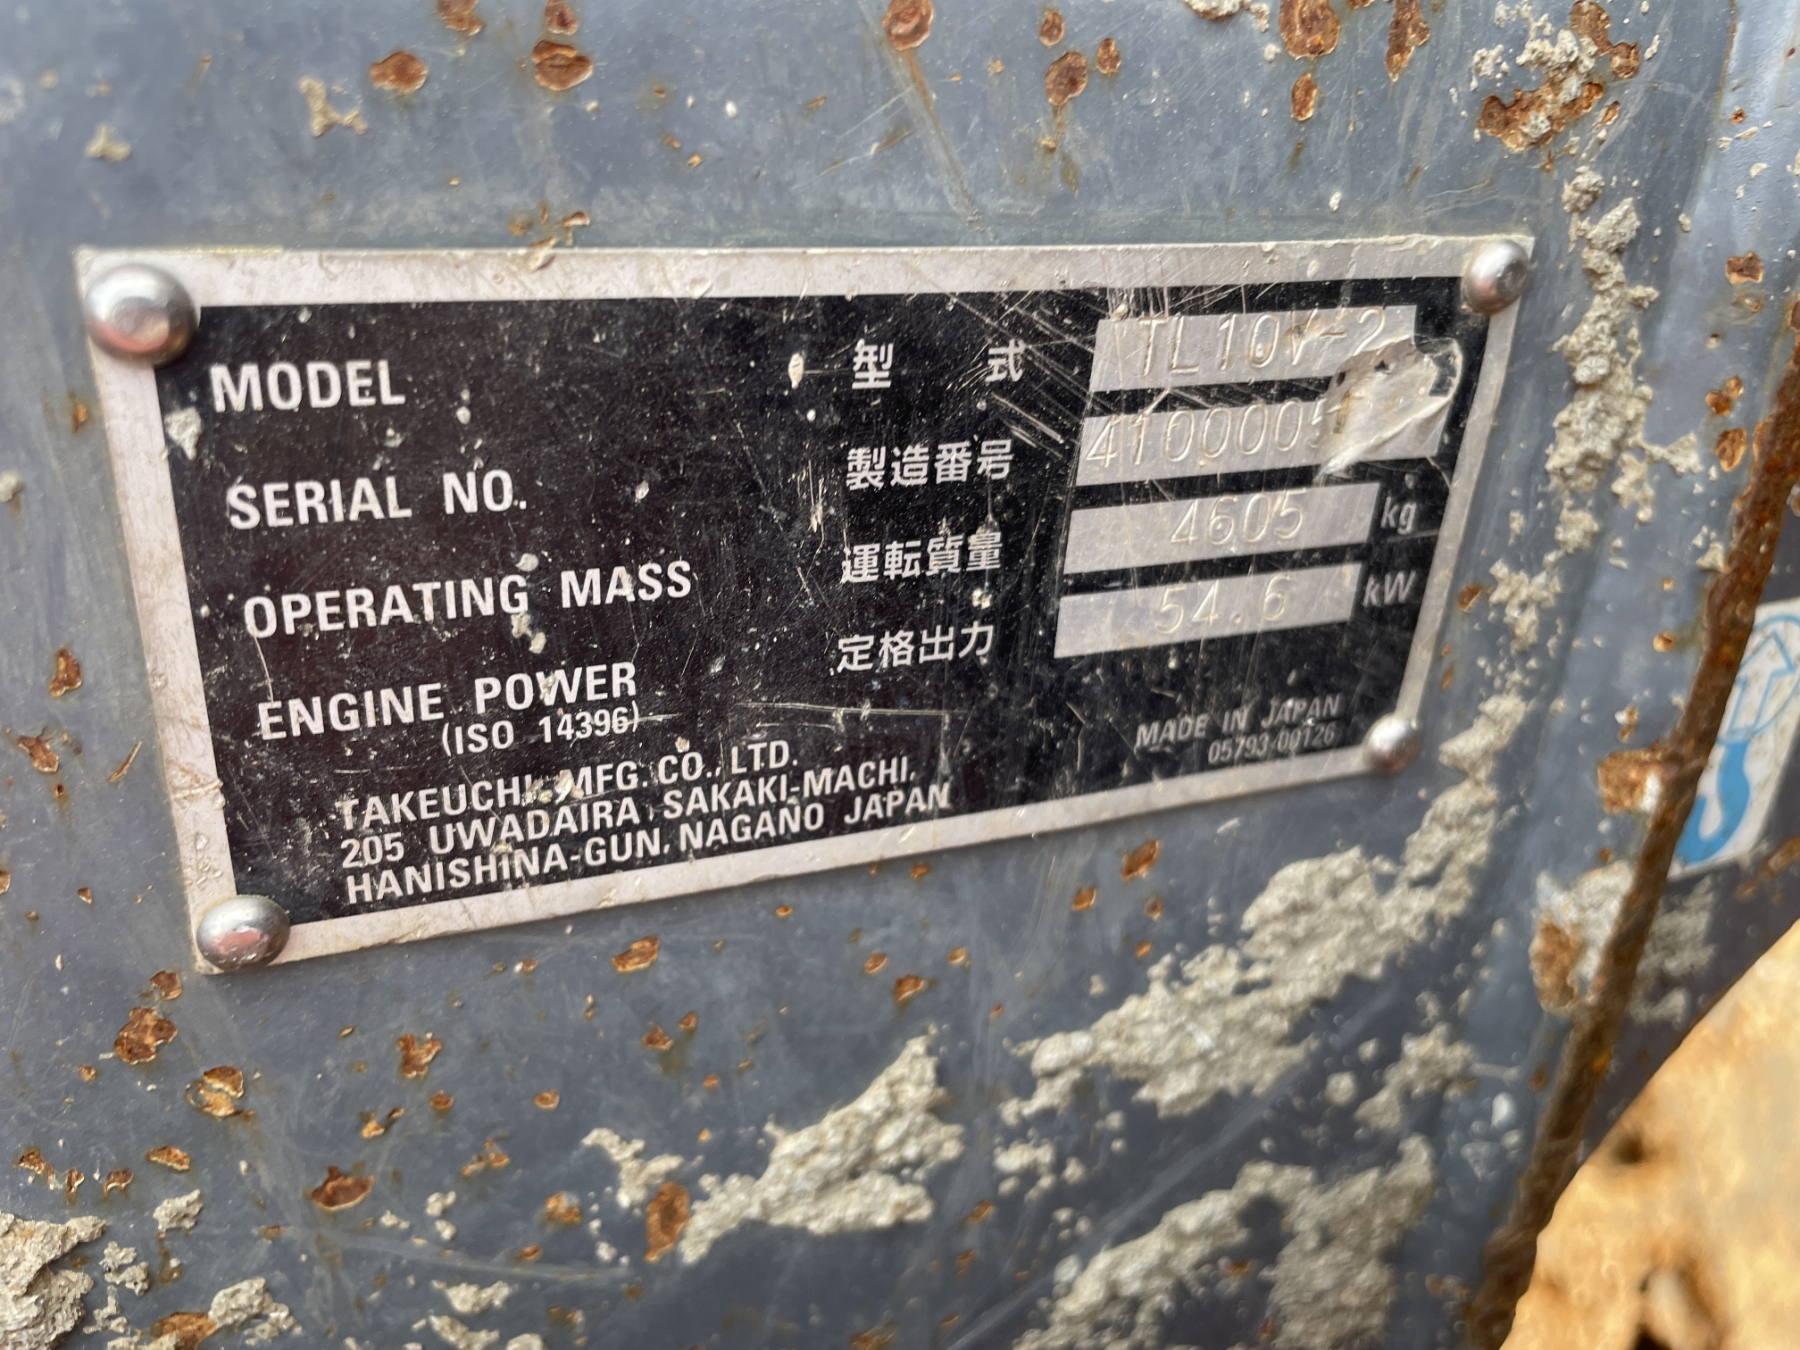 MODEL 型 式 TL10V-2
SERIAL NO. 製造番号
OPERATING MASS 運転質量 4605 kg
ENGINE POWER 定格出力 54.6 kW
(ISO 14396)
MADE IN JAPAN
05793-00126
TAKEUCHI MFG. CO., LTD.
205 UWADAIRA, SAKAKI-MACHI,
HANISHINA-GUN, NAGANO JAPAN